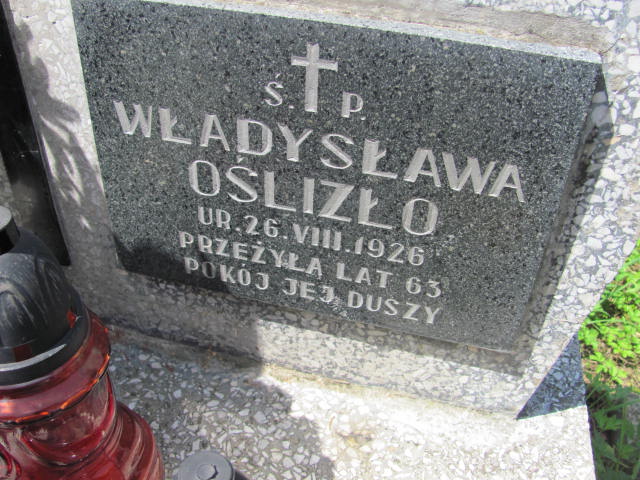 Ś. P.
WŁADYSŁAWA
OŚLIZŁO
UR. 26. VIII. 1926
PRZEŻYŁA LAT 63
POKÓJ JEJ DUSZY